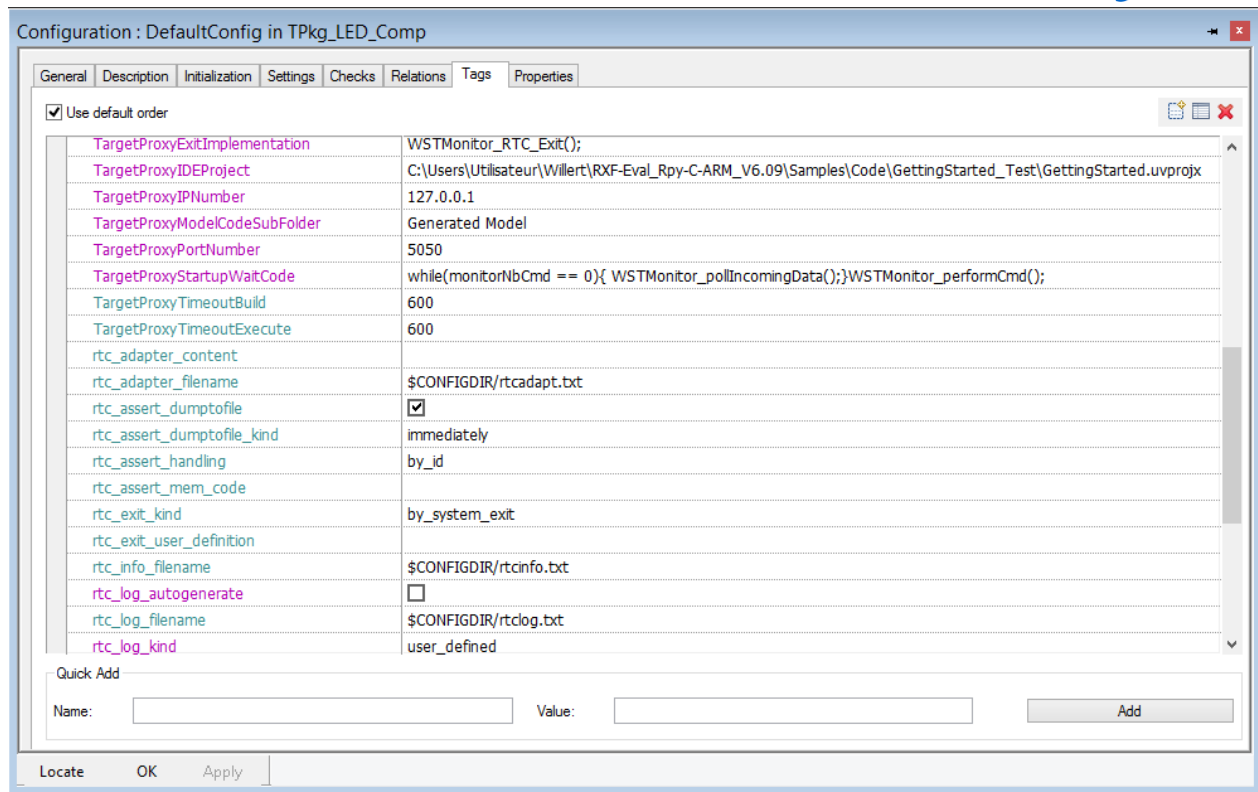 Configuration : DefaultConfig in TPkg_LED_Comp
General Description Initialization Settings Checks Relations Tags Properties
Use default order
TargetProxyExitImplementation WSTMonitor_RTC_Exit();
TargetProxyIDEProject C:\Users\Utilisateur\Willert\RXF-Eval_Rpy-C-ARM_V6.09\Samples\Code\GettingStarted_Test\GettingStarted.uvprojx
TargetProxyIPNumber 127.0.0.1
TargetProxyModelCodeSubFolder Generated Model
TargetProxyPortNumber 5050
TargetProxyStartupWaitCode while(monitorNbCmd == 0){ WSTMonitor_pollIncomingData();}WSTMonitor_performCmd();
TargetProxyTimeoutBuild 600
TargetProxyTimeoutExecute 600
rtc_adapter_content
rtc_adapter_filename $CONFIGDIR/rtcadapt.txt
rtc_assert_dumptofile
rtc_assert_dumptofile_kind immediately
rtc_assert_handling by_id
rtc_assert_mem_code
rtc_exit_kind by_system_exit
rtc_exit_user_definition
rtc_info_filename $CONFIGDIR/rtcinfo.txt
rtc_log_autogenerate
rtc_log_filename $CONFIGDIR/rtclog.txt
rtc_log_kind user_defined
Quick Add
Name: Value: Add
Locate OK Apply